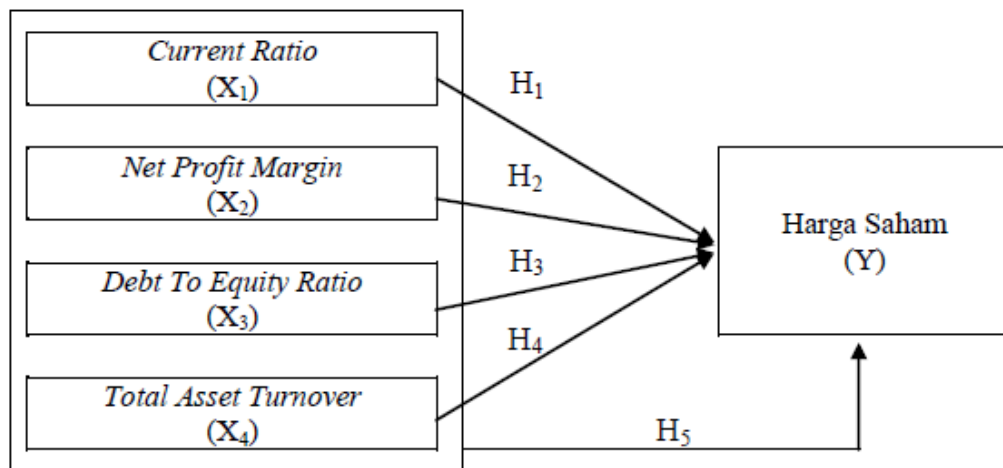 Current Ratio
(X₁)
H₁
Net Profit Margin
(X₂)
H₂
Harga Saham
(Y)
Debt To Equity Ratio
(X₃)
H₃
H₄
Total Asset Turnover
(X₄)
H₅